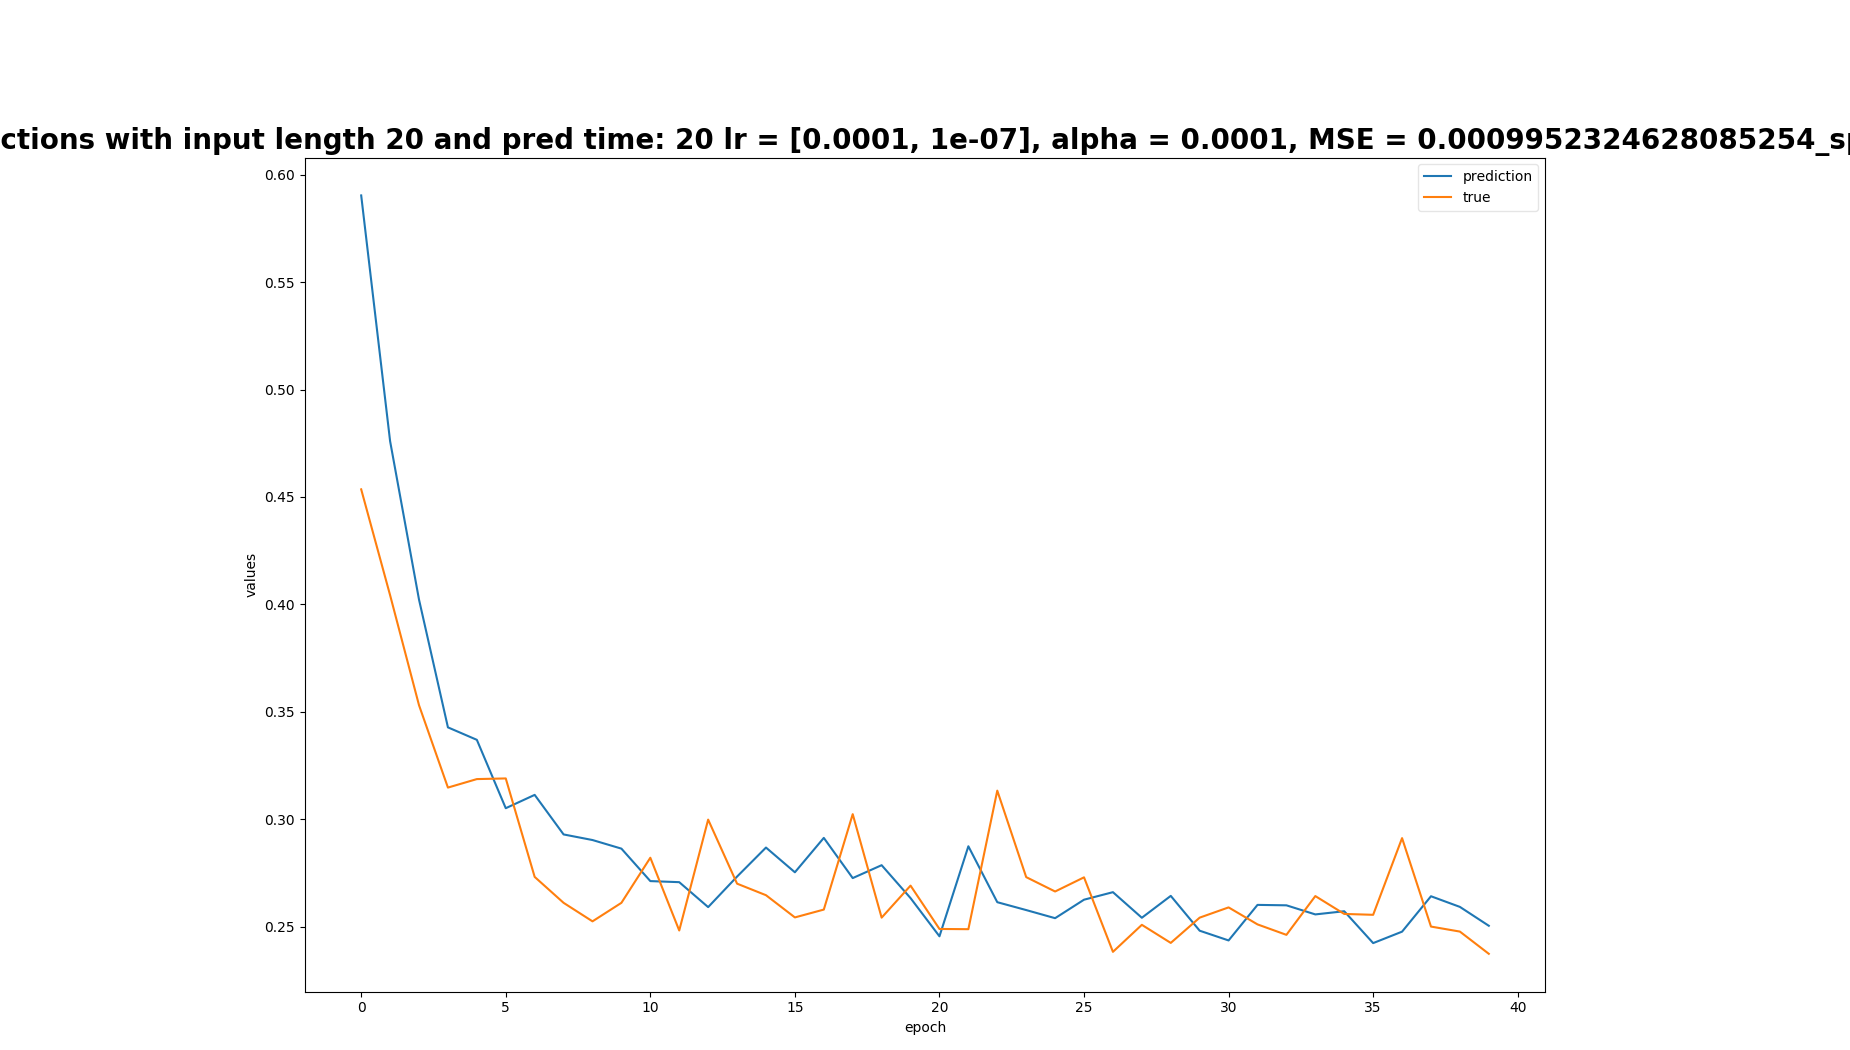 ctions with input length 20 and pred time: 20 lr = [0.0001, 1e-07], alpha = 0.0001, MSE = 0.0009952324628085254_sp
prediction
true
0.60
0.55
0.50
0.45
0.40
0.35
0.30
0.25
values
0 5 10 15 20 25 30 35 40
epoch